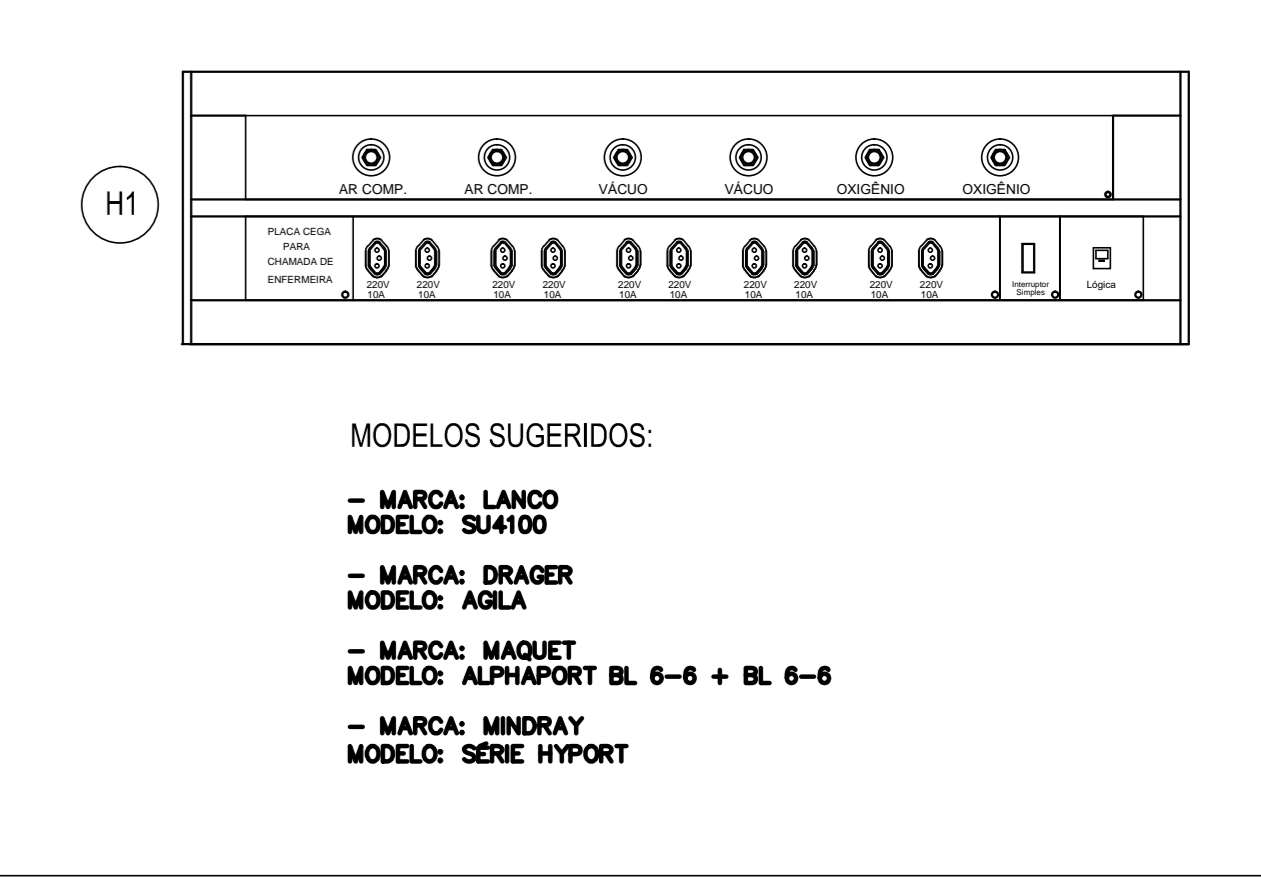 H1
AR COMP.
AR COMP.
VÁCUO
VÁCUO
OXIGÊNIO
OXIGÊNIO
PLACA CEGA
PARA
CHAMADA DE
ENFERMEIRA
220V
10A
220V
10A
220V
10A
220V
10A
220V
10A
220V
10A
220V
10A
220V
10A
220V
10A
220V
10A
Interruptor
Simples
Lógica
MODELOS SUGERIDOS:
- MARCA: LANCO
MODELO: SU4100
- MARCA: DRAGER
MODELO: AGILA
- MARCA: MAQUET
MODELO: ALPHAPORT BL 6-6 + BL 6-6
- MARCA: MINDRAY
MODELO: SÉRIE HYPORT